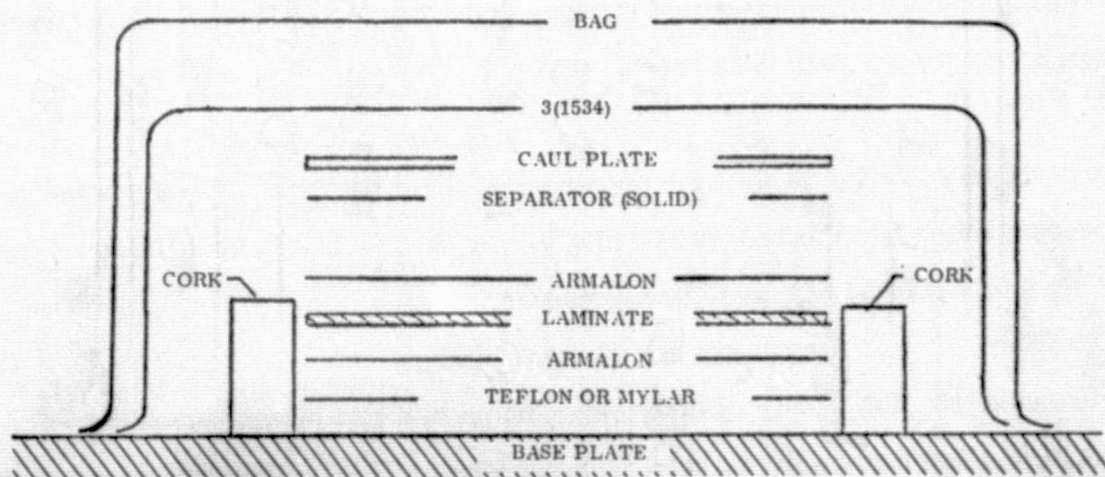 BAG
3(1534)
CAUL PLATE
SEPARATOR (SOLID)
CORK
ARMALON
CORK
LAMINATE
ARMALON
TEFLON OR MYLAR
BASE PLATE